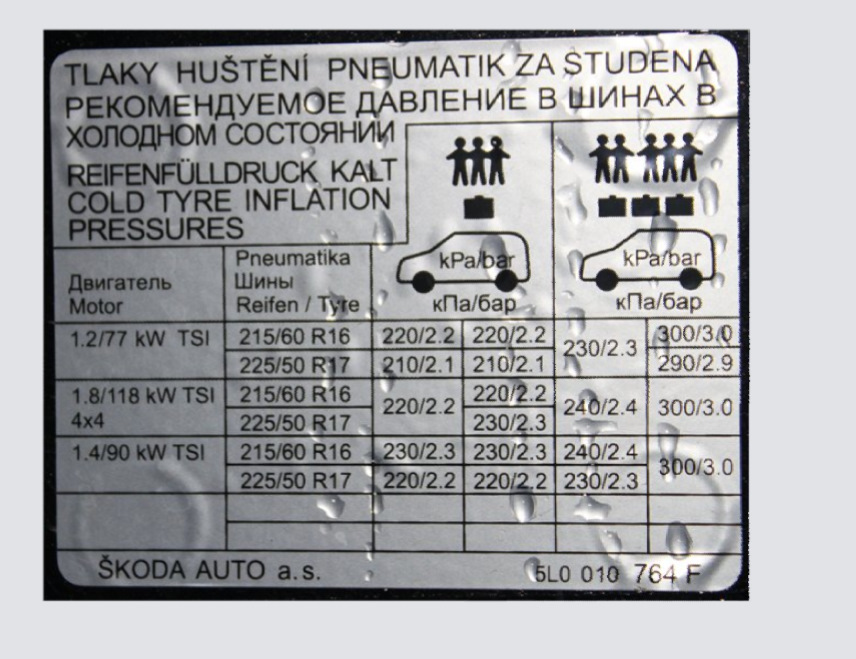 TLAKY HUŠTĚNÍ PNEUMATIK ZA STUDENA
РЕКОМЕНДУЕМОЕ ДАВЛЕНИЕ В ШИНАХ В
ХОЛОДНОМ СОСТОЯНИИ
REIFENFÜLLDRUCK KALT
COLD TYRE INFLATION
PRESSURES
Двигатель
Motor
Pneumatika
Шины
Reifen / Tyre
kPa/bar
кПа/бар
kPa/bar
кПа/бар
1.2/77 kW TSI 215/60 R16 220/2.2 220/2.2 230/2.3 300/3.0
225/50 R17 210/2.1 210/2.1 290/2.9
1.8/118 kW TSI 215/60 R16 220/2.2 220/2.2 240/2.4 300/3.0
4x4 225/50 R17 230/2.3
1.4/90 kW TSI 215/60 R16 230/2.3 230/2.3 240/2.4 300/3.0
225/50 R17 220/2.2 220/2.2 230/2.3
ŠKODA AUTO a.s. 5L0 010 764 F